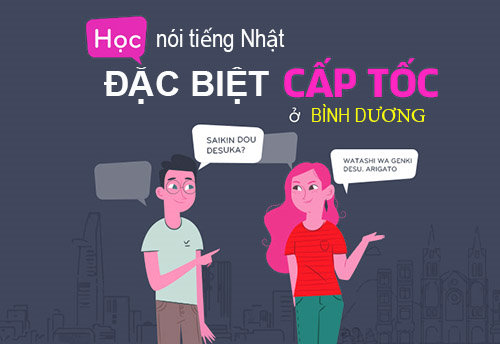 Học nói tiếng Nhật
ĐẶC BIỆT CẤP TỐC
ở BÌNH DƯƠNG
SAIKIN DOU
DESUKA?
WATASHI WA GENKI
DESU. ARIGATO